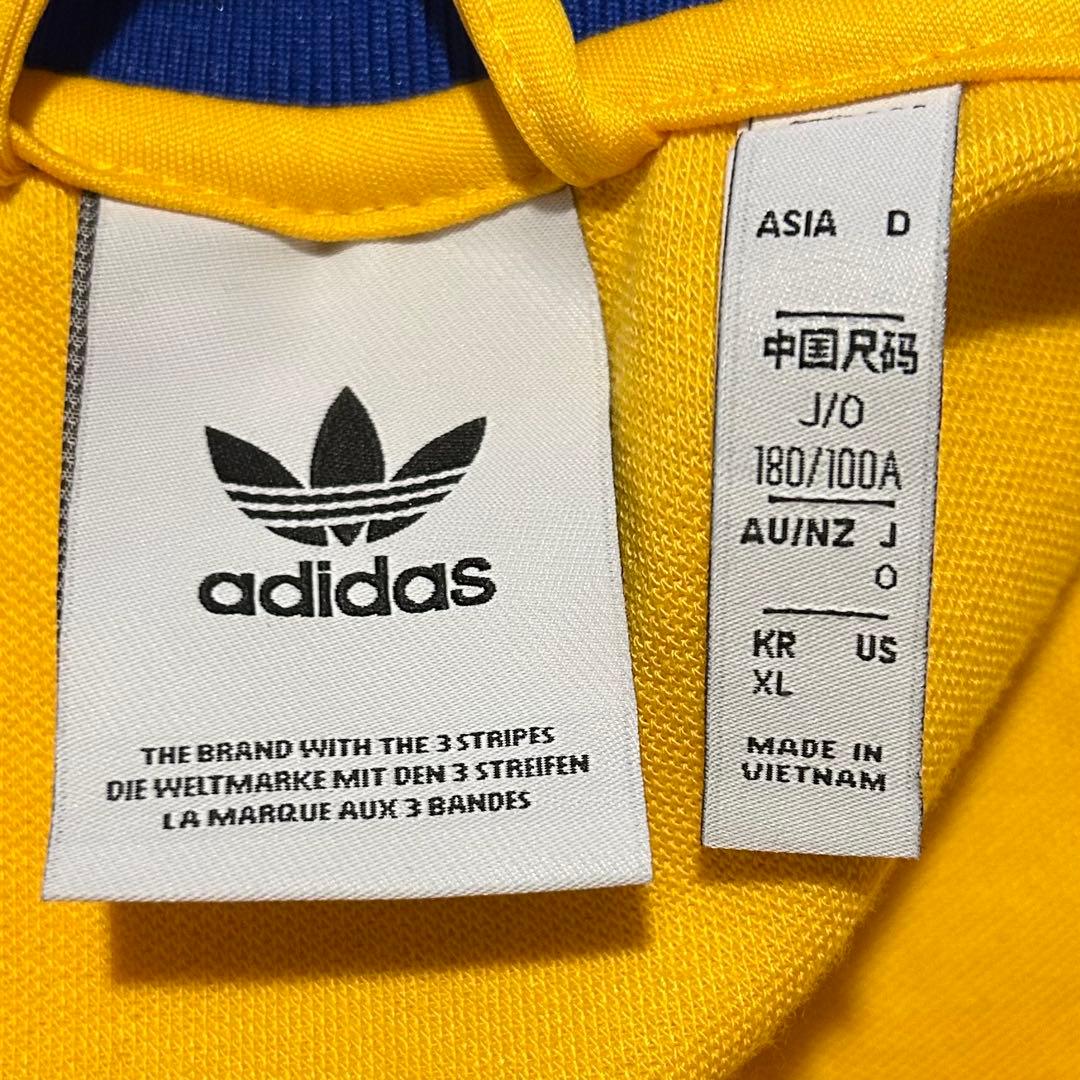 adidas
THE BRAND WITH THE 3 STRIPES
DIE WELTMARKE MIT DEN 3 STREIFEN
LA MARQUE AUX 3 BANDES
ASIA D
中国尺码
J/O
180/100A
AU/NZ J
O
KR US
XL
MADE IN
VIETNAM